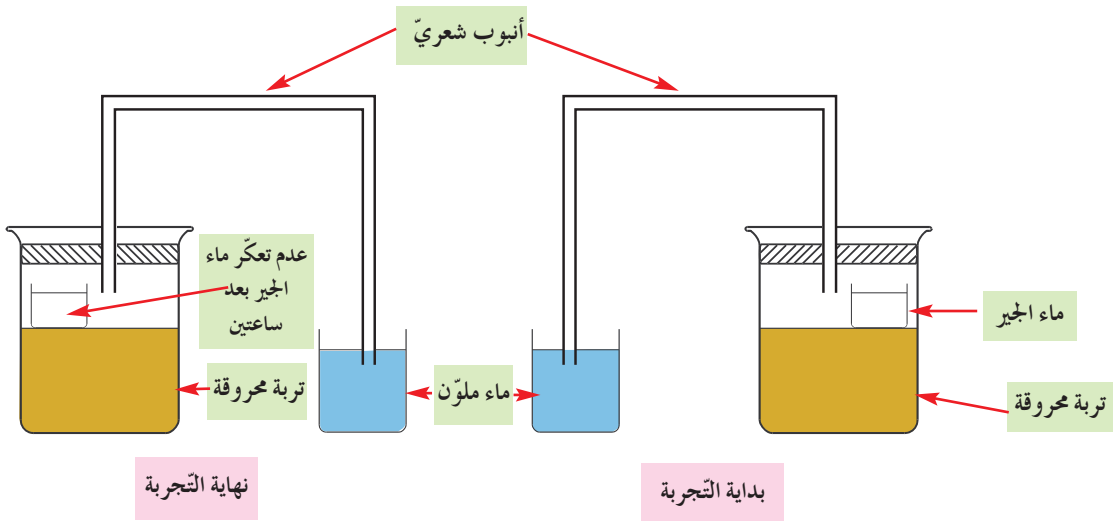 أنبوب شعريّ
عدم تعكّر ماء
الجير بعد
ساعتين
ماء الجير
تربة محروقة
ماء ملوّن
تربة محروقة
بداية التّجربة
نهاية التّجربة